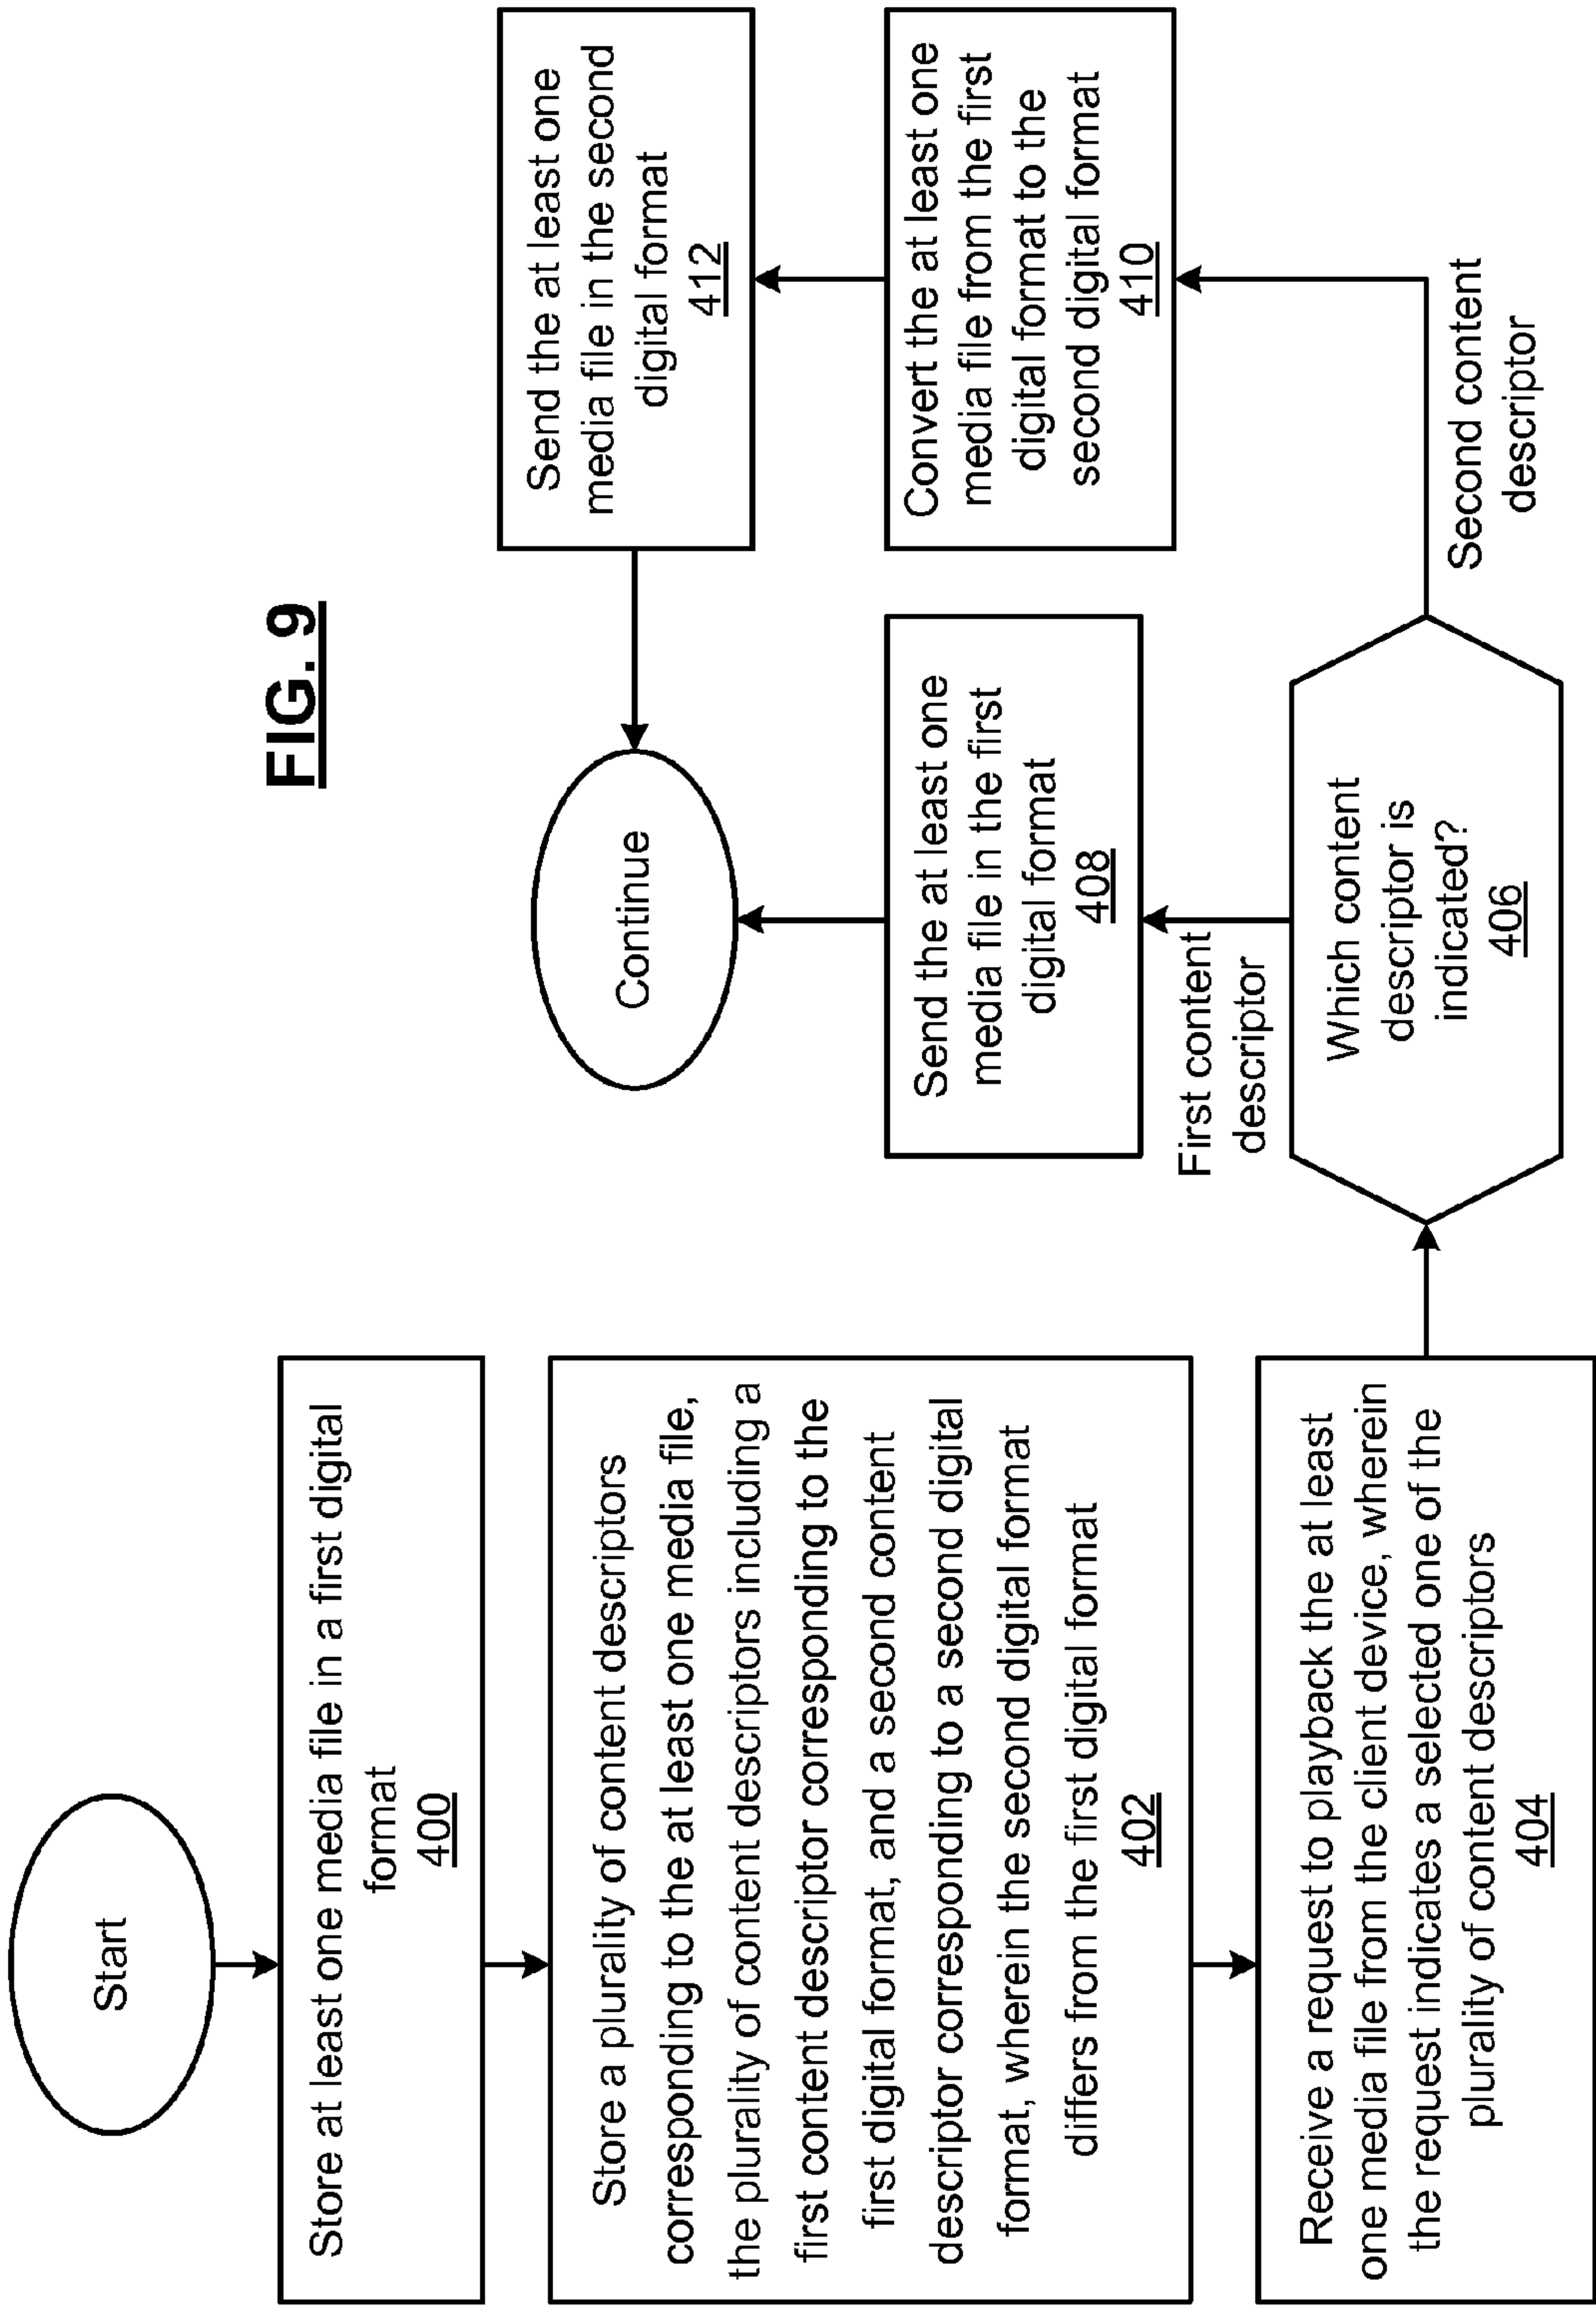 FIG. 9
Start
Store at least one media file in a first digital
format
400
Store a plurality of content descriptors
corresponding to the at least one media file,
the plurality of content descriptors including a
first content descriptor corresponding to the
first digital format, and a second content
descriptor corresponding to a second digital
format, wherein the second digital format
differs from the first digital format
402
Receive a request to playback the at least
one media file from the client device, wherein
the request indicates a selected one of the
plurality of content descriptors
404
Which content
descriptor is
indicated?
406
First content
descriptor
Send the at least one
media file in the first
digital format
408
Second content
descriptor
Convert the at least one
media file from the first
digital format to the
second digital format
410
Send the at least one
media file in the second
digital format
412
Continue